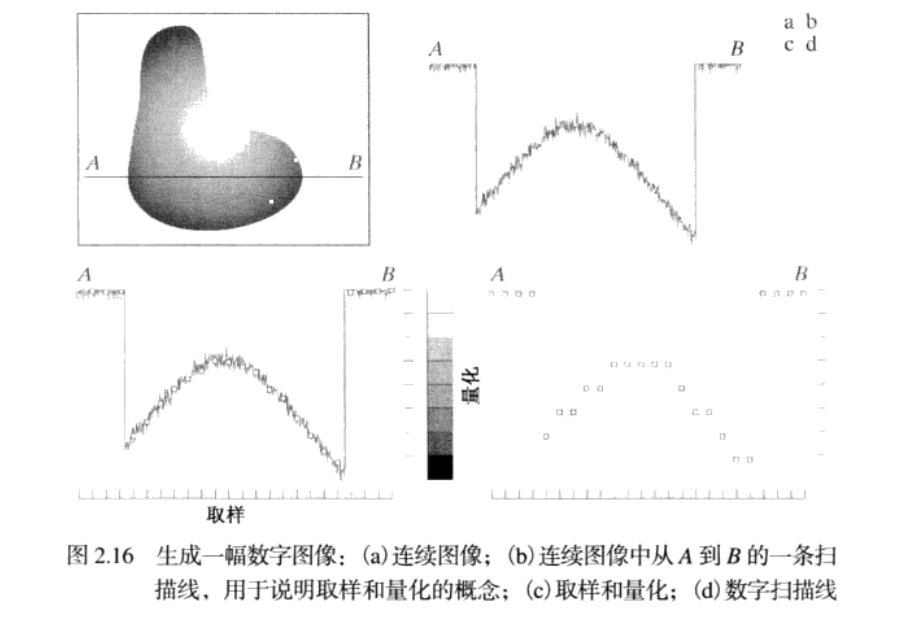 a b
c d
A B
A B
A B
A B
量化
取样
图 2.16 生成一幅数字图像：(a)连续图像；(b)连续图像中从 A 到 B 的一条扫
描线，用于说明取样和量化的概念；(c)取样和量化；(d)数字扫描线